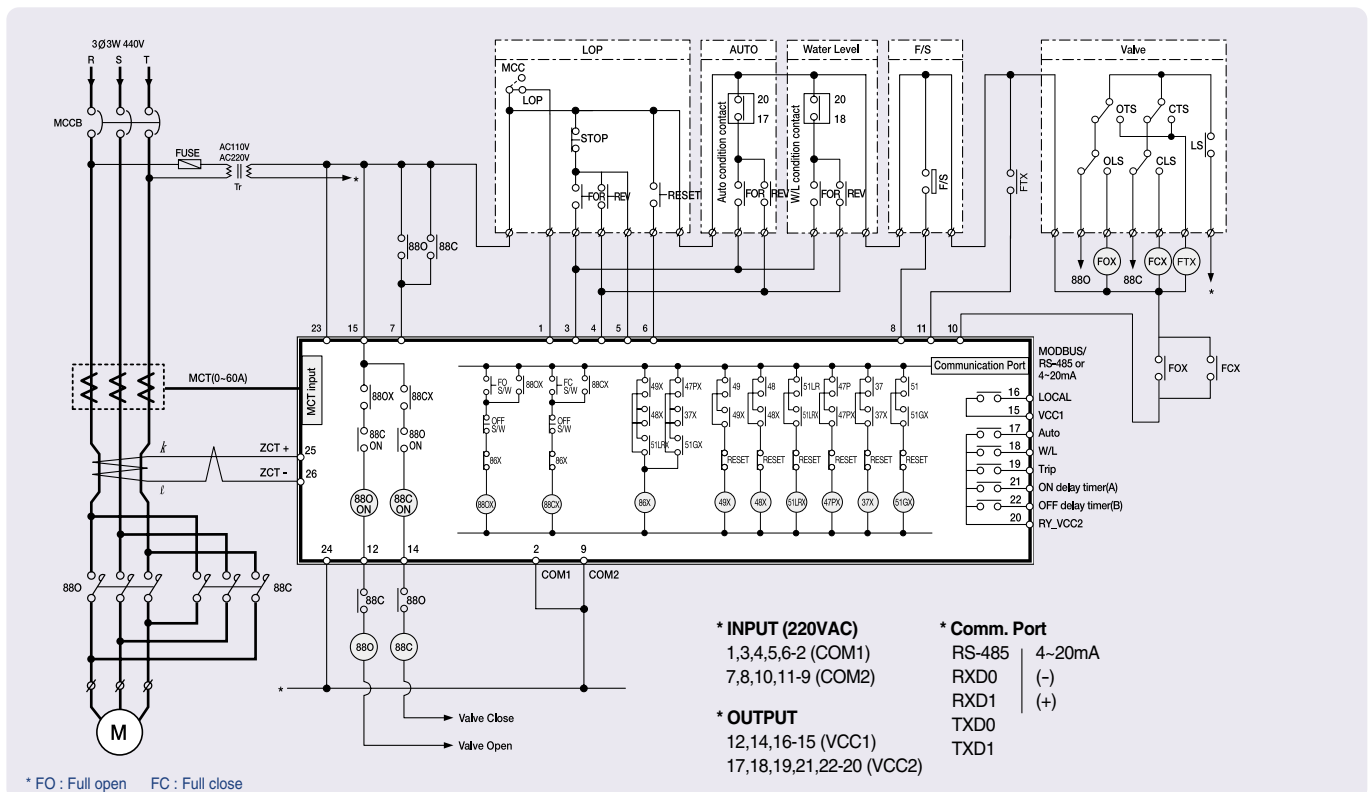 3Ø3W 440V
R S T
MCCB
FUSE
AC110V
AC220V
Tr
*
LOP
MCC
LOP
STOP
FOR
REV
RESET
AUTO
Auto condition contact
20
17
FOR
REV
Water Level
W/L condition contact
20
18
FOR
REV
F/S
F/S
FTX
Valve
OTS
CTS
LS
OLS
CLS
88O
FOX
88C
FCX
FTX
*
88O
88C
FOX
FCX
23 15 7 1 3 4 5 6 8 11 10
MCT(0~60A)
MCT input
Communication Port
MODBUS/
RS-485 or
4~20mA
88OX
88CX
88C
ON
88O
ON
88O
ON
88C
ON
FO
S/W
88OX
OFF
S/W
86X
88OX
FC
S/W
88CX
OFF
S/W
86X
88CX
49X
47PX
48X
37X
51LRX
51GX
86X
49
48
51LR
47P
37
51
49X
48X
51LRX
47PX
37X
51GX
RESET
RESET
RESET
RESET
RESET
RESET
49X
48X
51LRX
47PX
37X
51GX
16 LOCAL
15 VCC1
17 Auto
18 W/L
19 Trip
21 ON delay timer(A)
22 OFF delay timer(B)
20 RY_VCC2
k
ZCT + 25
ZCT - 26
ℓ
24 12 14 2 9
COM1
COM2
88O
88C
88C
88O
88O
88C
*
Valve Close
Valve Open
M
* INPUT (220VAC)
1,3,4,5,6-2 (COM1)
7,8,10,11-9 (COM2)
* OUTPUT
12,14,16-15 (VCC1)
17,18,19,21,22-20 (VCC2)
* Comm. Port
RS-485 4~20mA
RXD0 (-)
RXD1 (+)
TXD0
TXD1
* FO : Full open FC : Full close